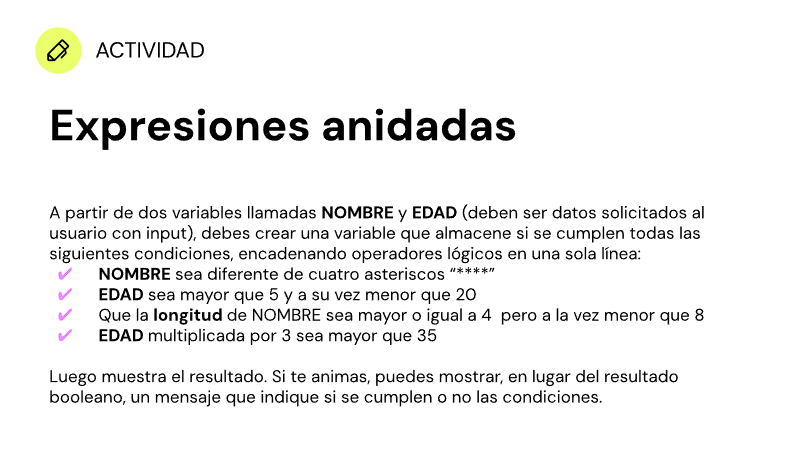 ACTIVIDAD
Expresiones anidadas
A partir de dos variables llamadas NOMBRE y EDAD (deben ser datos solicitados al
usuario con input), debes crear una variable que almacene si se cumplen todas las
siguientes condiciones, encadenando operadores lógicos en una sola línea:
✔ NOMBRE sea diferente de cuatro asteriscos “****”
✔ EDAD sea mayor que 5 y a su vez menor que 20
✔ Que la longitud de NOMBRE sea mayor o igual a 4 pero a la vez menor que 8
✔ EDAD multiplicada por 3 sea mayor que 35
Luego muestra el resultado. Si te animas, puedes mostrar, en lugar del resultado
booleano, un mensaje que indique si se cumplen o no las condiciones.